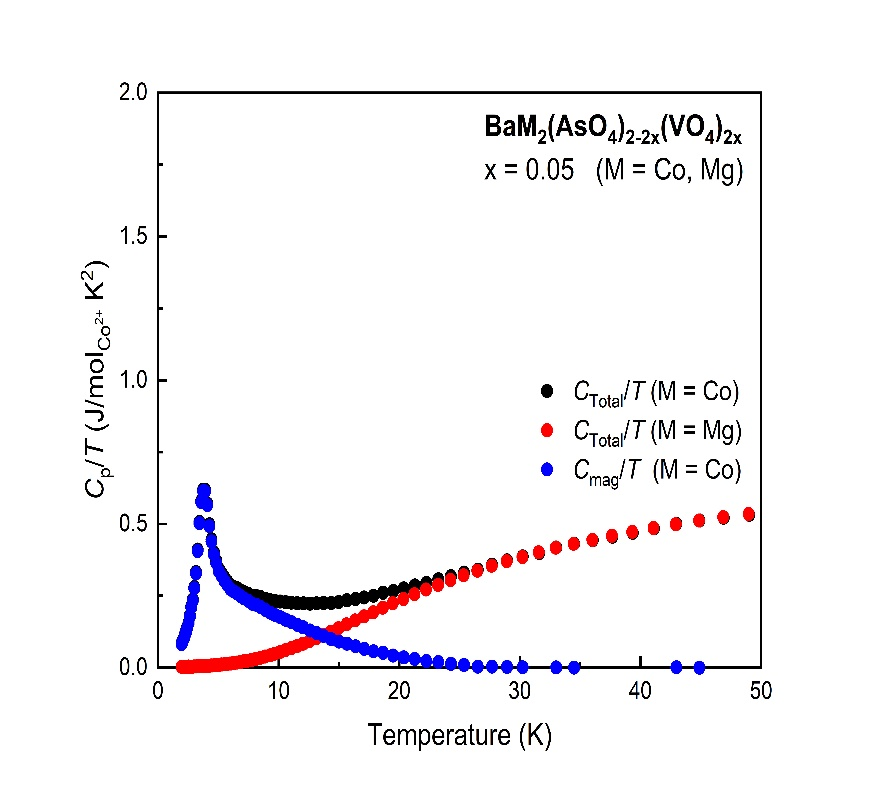 2.0
1.5
1.0
0.5
0.0
0
10
20
30
40
50
Cp/T (J/molCo2+ K2)
Temperature (K)
BaM2(AsO4)2-2x(VO4)2x
x = 0.05 (M = Co, Mg)
CTotal/T (M = Co)
CTotal/T (M = Mg)
Cmag/T (M = Co)